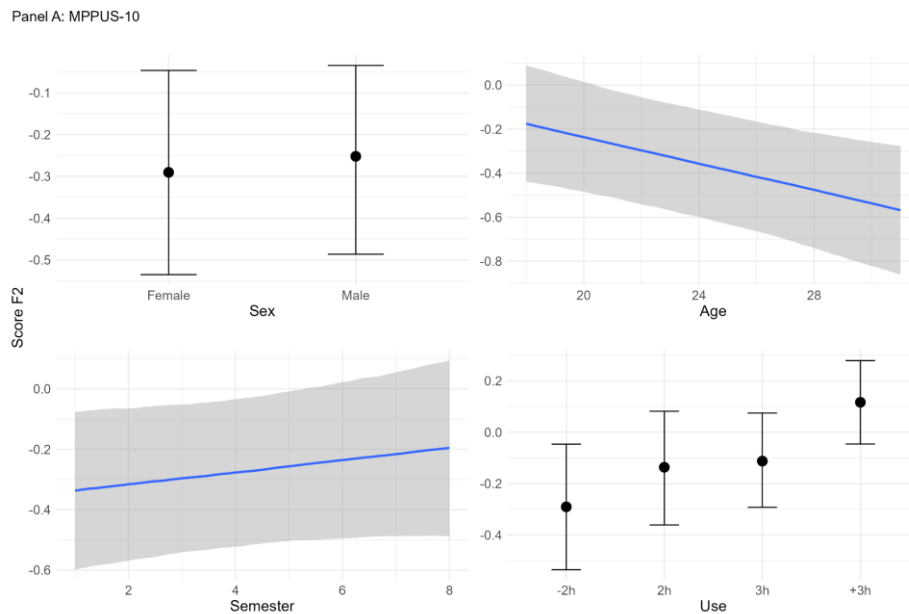 Panel A: MPPUS-10
Score F2
-0.1
-0.2
-0.3
-0.4
-0.5
Female Male
Sex
0.0
-0.2
-0.4
-0.6
-0.8
20 24 28
Age
0.0
-0.2
-0.4
-0.6
2 4 6 8
Semester
0.2
0.0
-0.2
-0.4
-2h 2h 3h +3h
Use